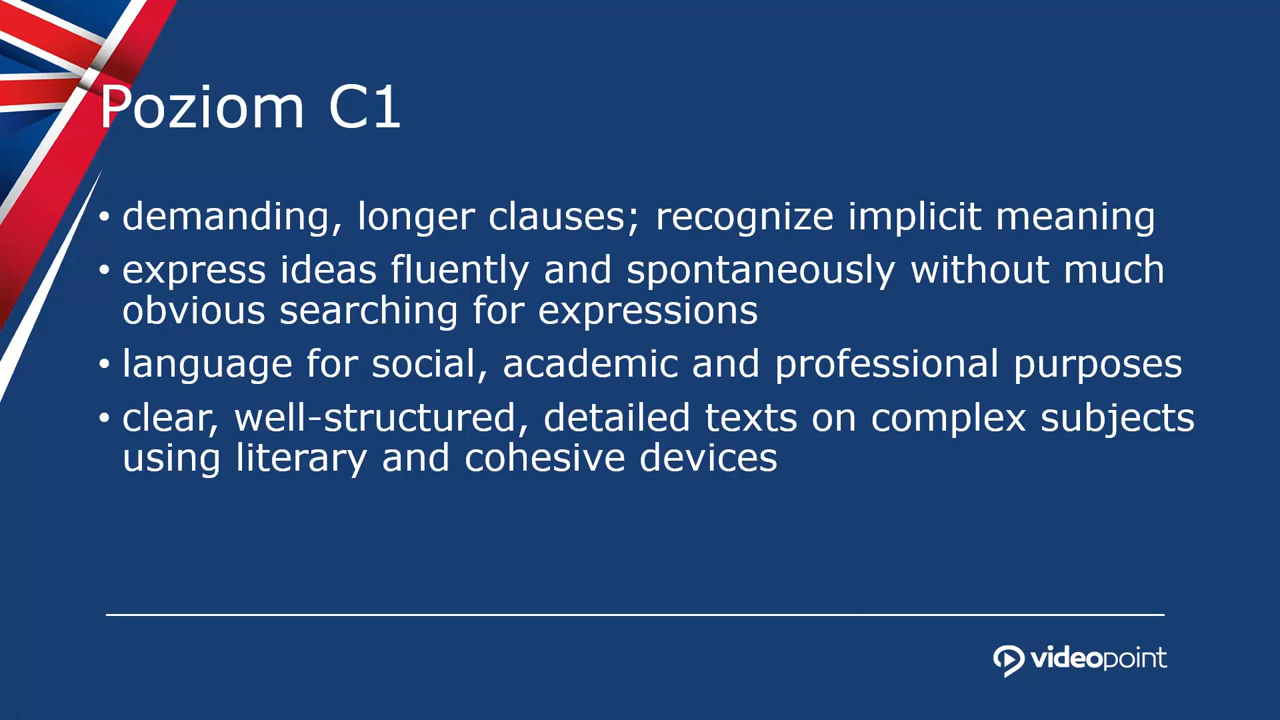 Poziom C1
• demanding, longer clauses; recognize implicit meaning
• express ideas fluently and spontaneously without much
obvious searching for expressions
• language for social, academic and professional purposes
• clear, well-structured, detailed texts on complex subjects
using literary and cohesive devices
videopoint